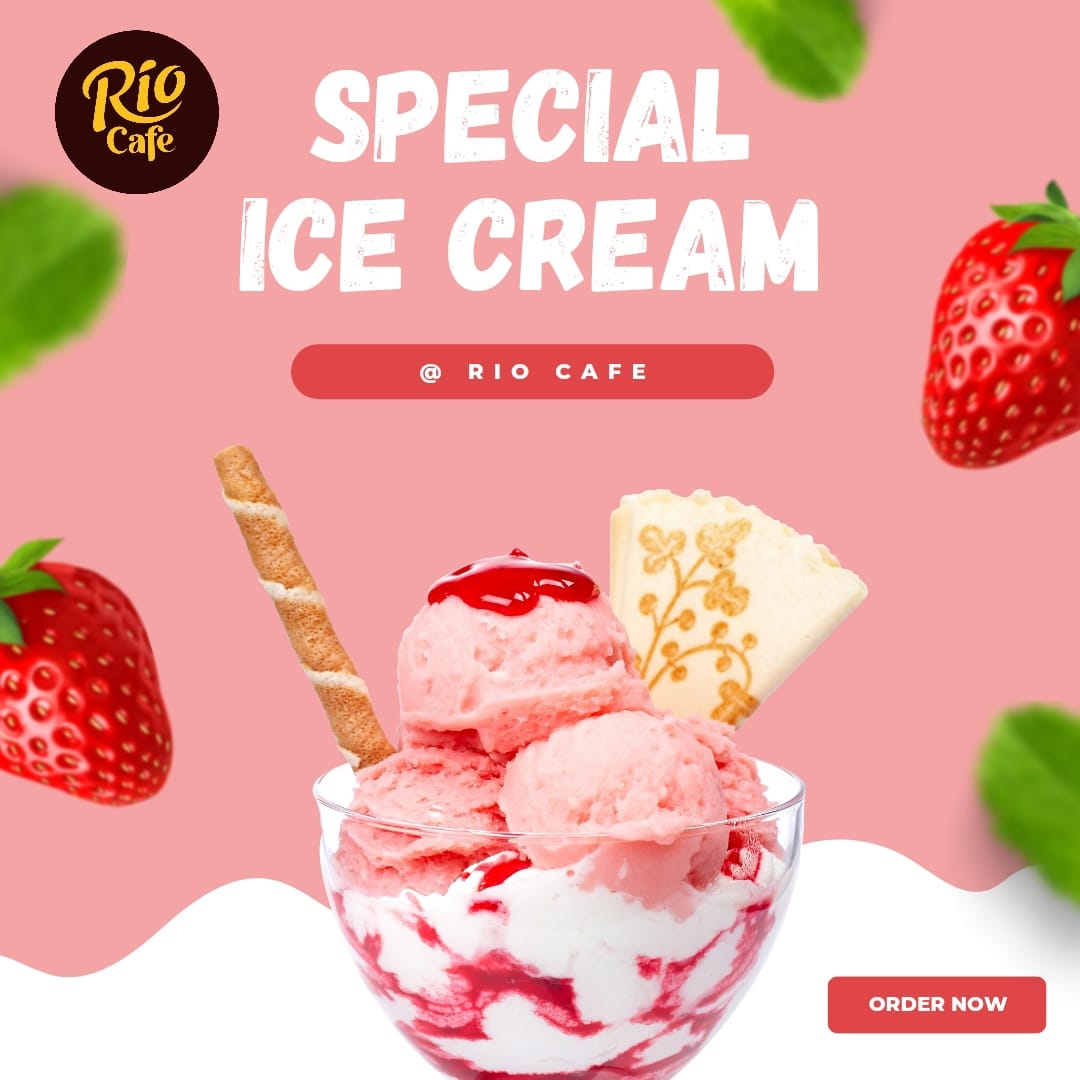 Rio
Cafe
SPECIAL
ICE CREAM
@ RIO CAFE
ORDER NOW